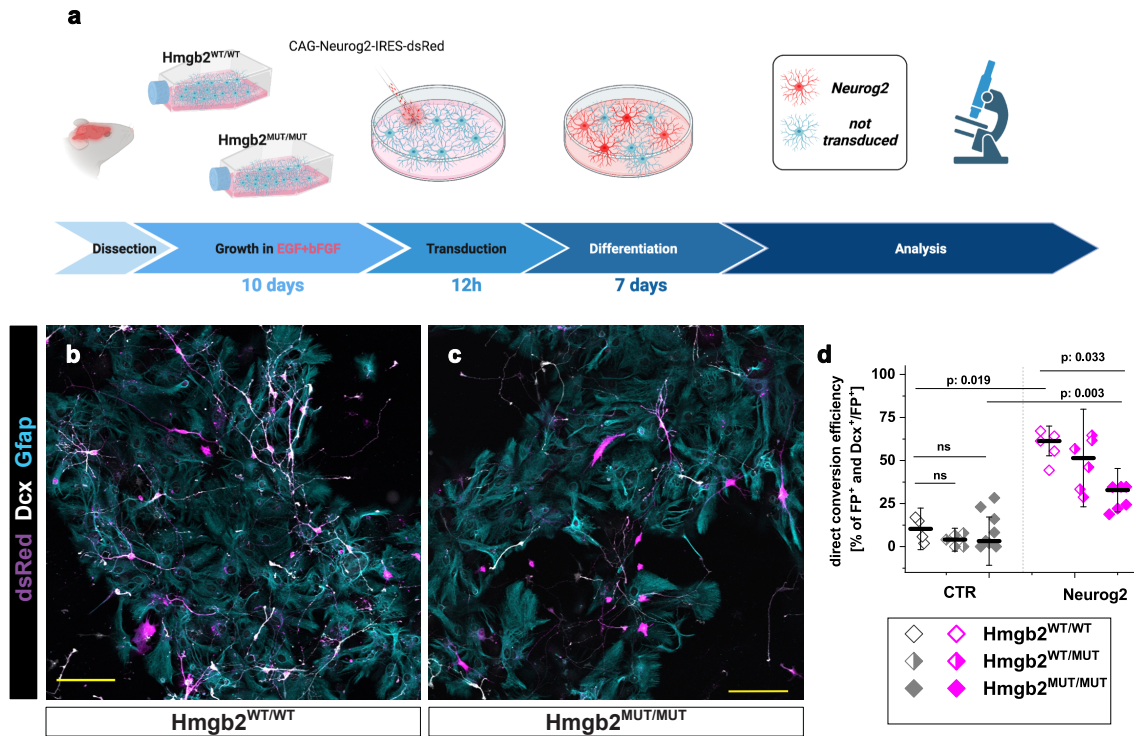 a
Hmgb2WT/WT
CAG-Neurog2-IRES-dsRed
Hmgb2MUT/MUT
Neurog2
not
transduced
Dissection
Growth in EGF+bFGF
Transduction
Differentiation
Analysis
10 days
12h
7 days
dsRed Dcx Gfap
b
c
Hmgb2WT/WT
Hmgb2MUT/MUT
d
direct conversion efficiency
[% of FP+ and Dcx+/FP+]
100
75
50
25
0
p: 0.033
p: 0.019
p: 0.003
ns
ns
CTR
Neurog2
Hmgb2WT/WT
Hmgb2WT/MUT
Hmgb2MUT/MUT